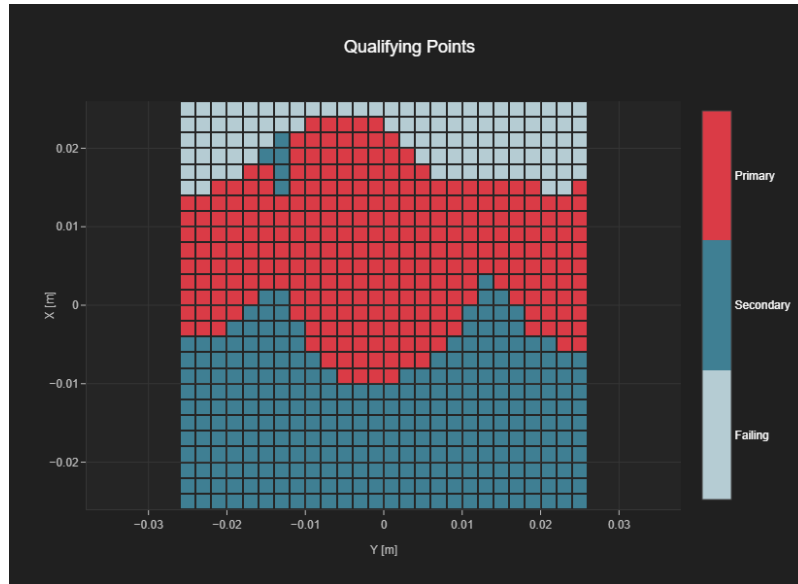 Qualifying Points
Primary
Secondary
Failing
0.02
0.01
0
−0.01
−0.02
X [m]
−0.03
−0.02
−0.01
0
0.01
0.02
0.03
Y [m]